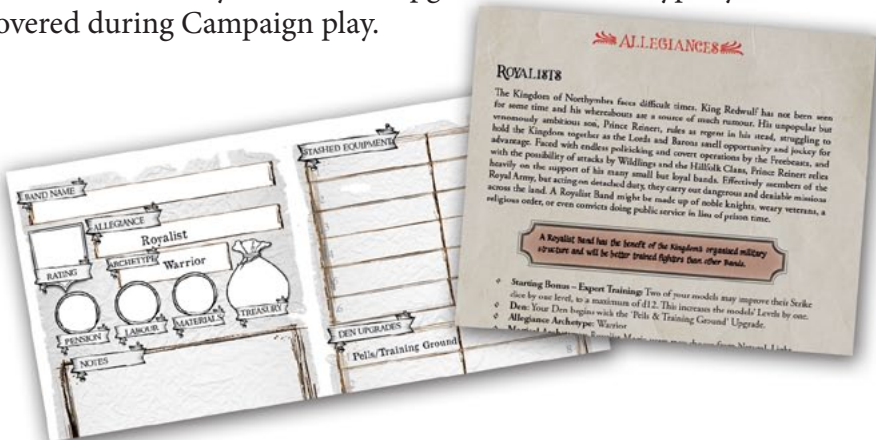 overed during Campaign play.
BAND NAME
ALLEGIANCE
Royalist
ARCHETYPE
Warrior
RATING
PENSION
LABOUR
MATERIALS
TREASURY
NOTES
STASHED EQUIPMENT
DEN UPGRADES
Pells/Training Ground
ALLEGIANCES
ROYALISTS
The Kingdom of Northymbra faces difficult times. King Redwulf has not been seen
for some time and his whereabouts are a source of much rumour. His unpopular but
venomously ambitious son, Prince Reinert, rules as regent in his stead, struggling to
hold the Kingdom together as the Lords and Barons smell opportunity and jockey for
advantage. Faced with endless politicking and covert operations by the Freebeasts, and
with the possibility of attacks by Wildlings and the Hillfolk Clans, Prince Reinert relies
heavily on the support of his many small but loyal bands. Effectively members of the
Royal Army, but acting on detached duty, they carry out dangerous and deniable missions
across the land. A Royalist Band might be made up of noble knights, weary veterans, a
religious order, or even convicts doing public service in lieu of prison time.
A Royalist Band has the benefit of the Kingdom's organised military
structure and will be better trained fighters than other Bands.
Starting Bonus – Expert Training: Two of your models may improve their Strike
dice by one level, to a maximum of d12. This increases the models' Levels by one.
Den: Your Den begins with the 'Pells & Training Ground' Upgrade.
Allegiance Archetype: Warrior